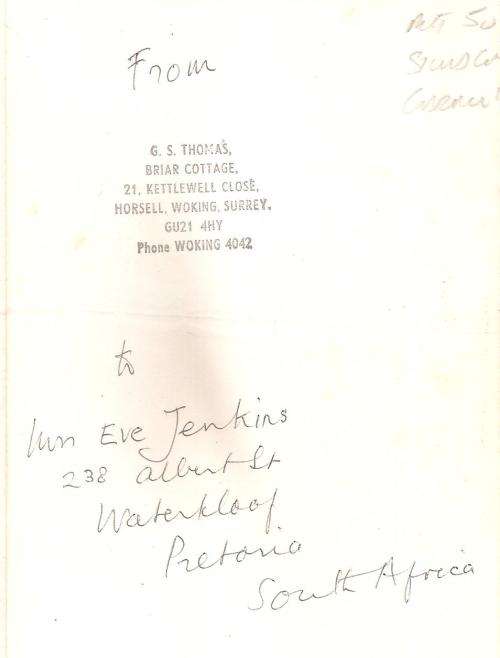 From
G. S. THOMAS,
BRIAR COTTAGE,
21, KETTLEWELL CLOSE,
HORSELL, WOKING, SURREY.
GU21 4HY
Phone WOKING 4042
to
Eve Jenkins
238 Albert St
Waterkloof
Pretoria
South Africa